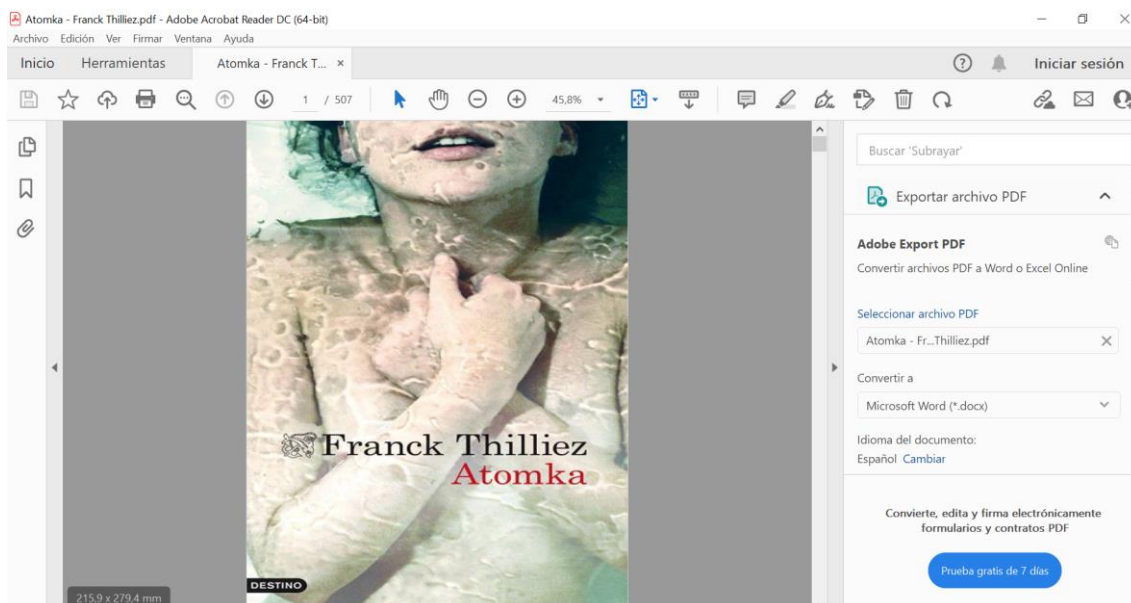 Atomka - Franck Thilliez.pdf - Adobe Acrobat Reader DC (64-bit)
Archivo Edición Ver Firmar Ventana Ayuda
Inicio Herramientas Atomka - Franck T... × Iniciar sesión
1 / 507 45,8%
Buscar 'Subrayar'
Exportar archivo PDF
Adobe Export PDF
Convertir archivos PDF a Word o Excel Online
Seleccionar archivo PDF
Atomka - Fr...Thilliez.pdf
Convertir a
Microsoft Word (*.docx)
Idioma del documento:
Español Cambiar
Convierte, edita y firma electrónicamente
formularios y contratos PDF
Prueba gratis de 7 días
Franck Thilliez
Atomka
DESTINO
215,9 x 279,4 mm